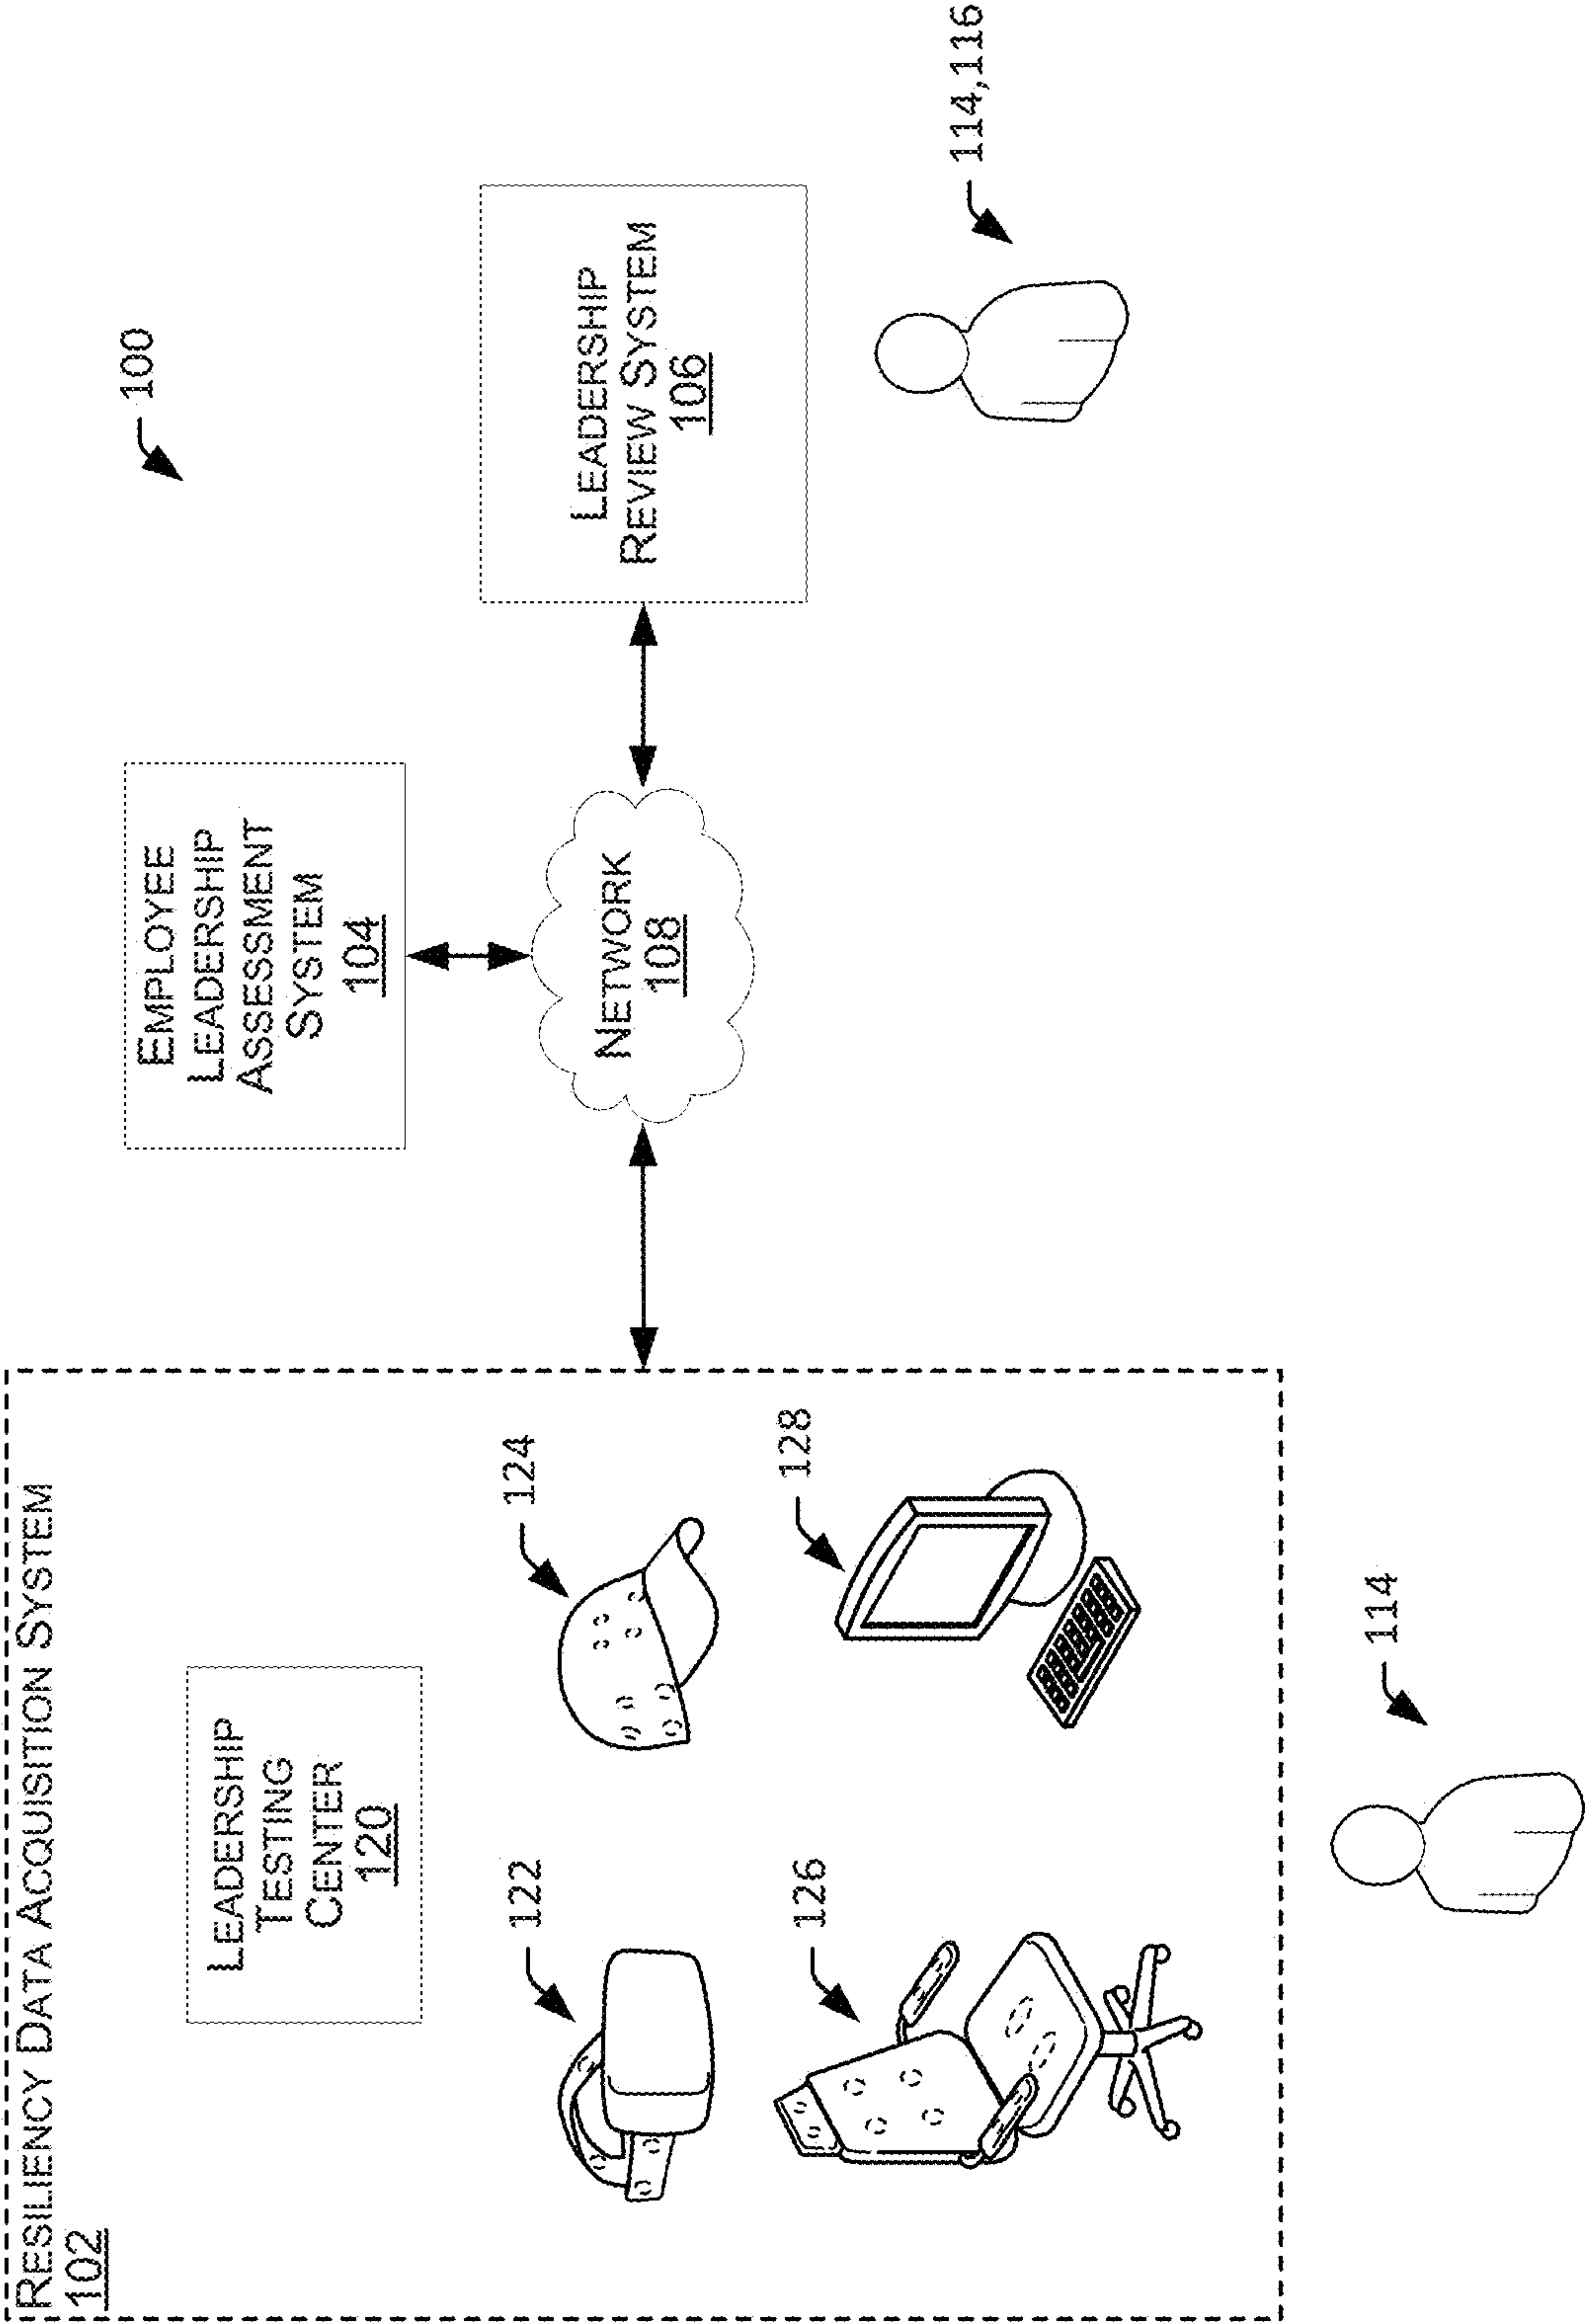 RESILIENCY DATA ACQUISITION SYSTEM
102
LEADERSHIP
TESTING
CENTER
120
122
124
126
128
114
EMPLOYEE
LEADERSHIP
ASSESSMENT
SYSTEM
104
NETWORK
108
100
LEADERSHIP
REVIEW SYSTEM
106
114,116